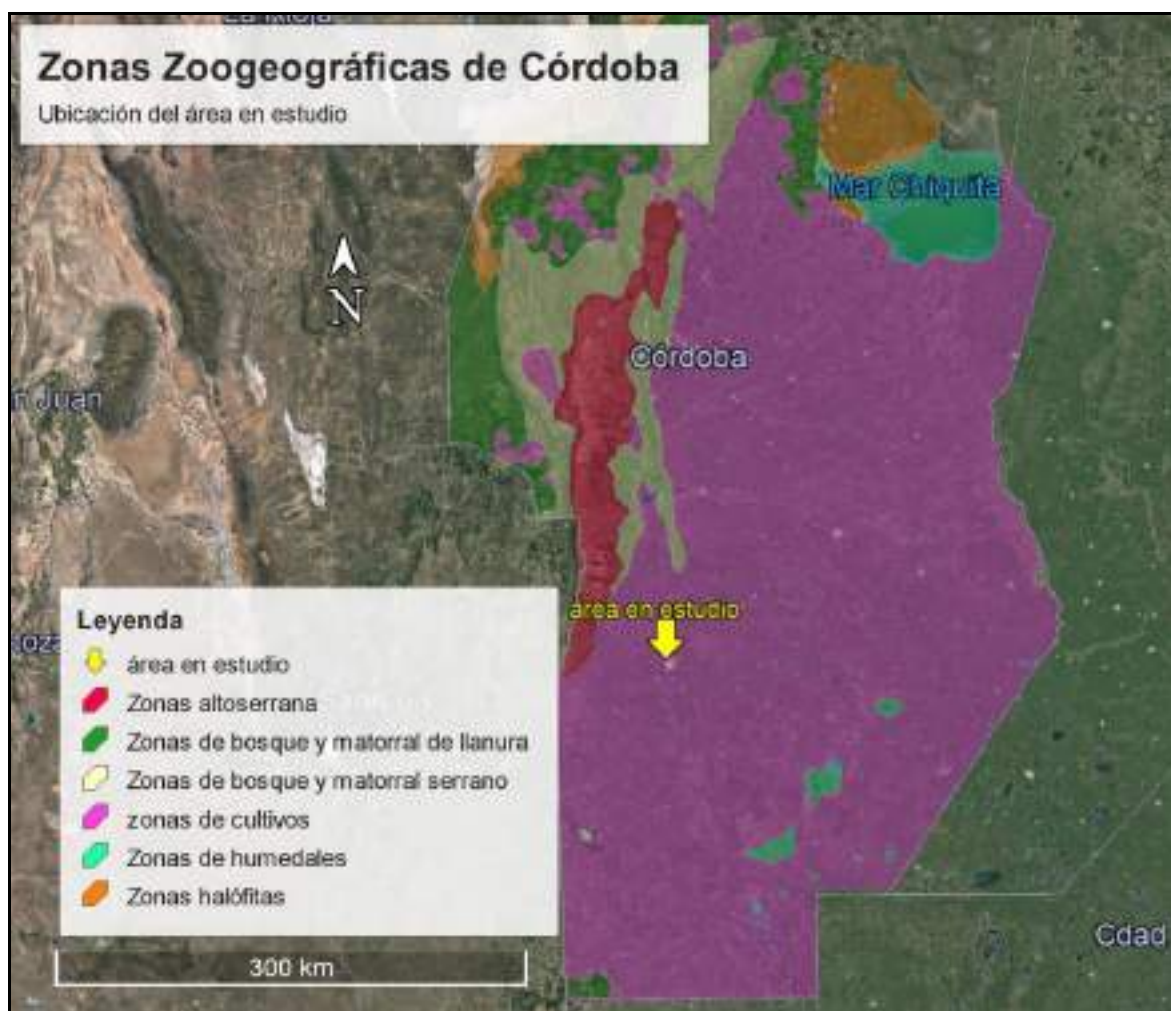 La Rioja
Zonas Zoogeográficas de Córdoba
Ubicación del área en estudio
Mar Chiquita
N
Córdoba
n Juan
área en estudio
Leyenda
área en estudio
Zonas altoserrana
Zonas de bosque y matorral de llanura
Zonas de bosque y matorral serrano
zonas de cultivos
Zonas de humedales
Zonas halófitas
300 km
Cdad